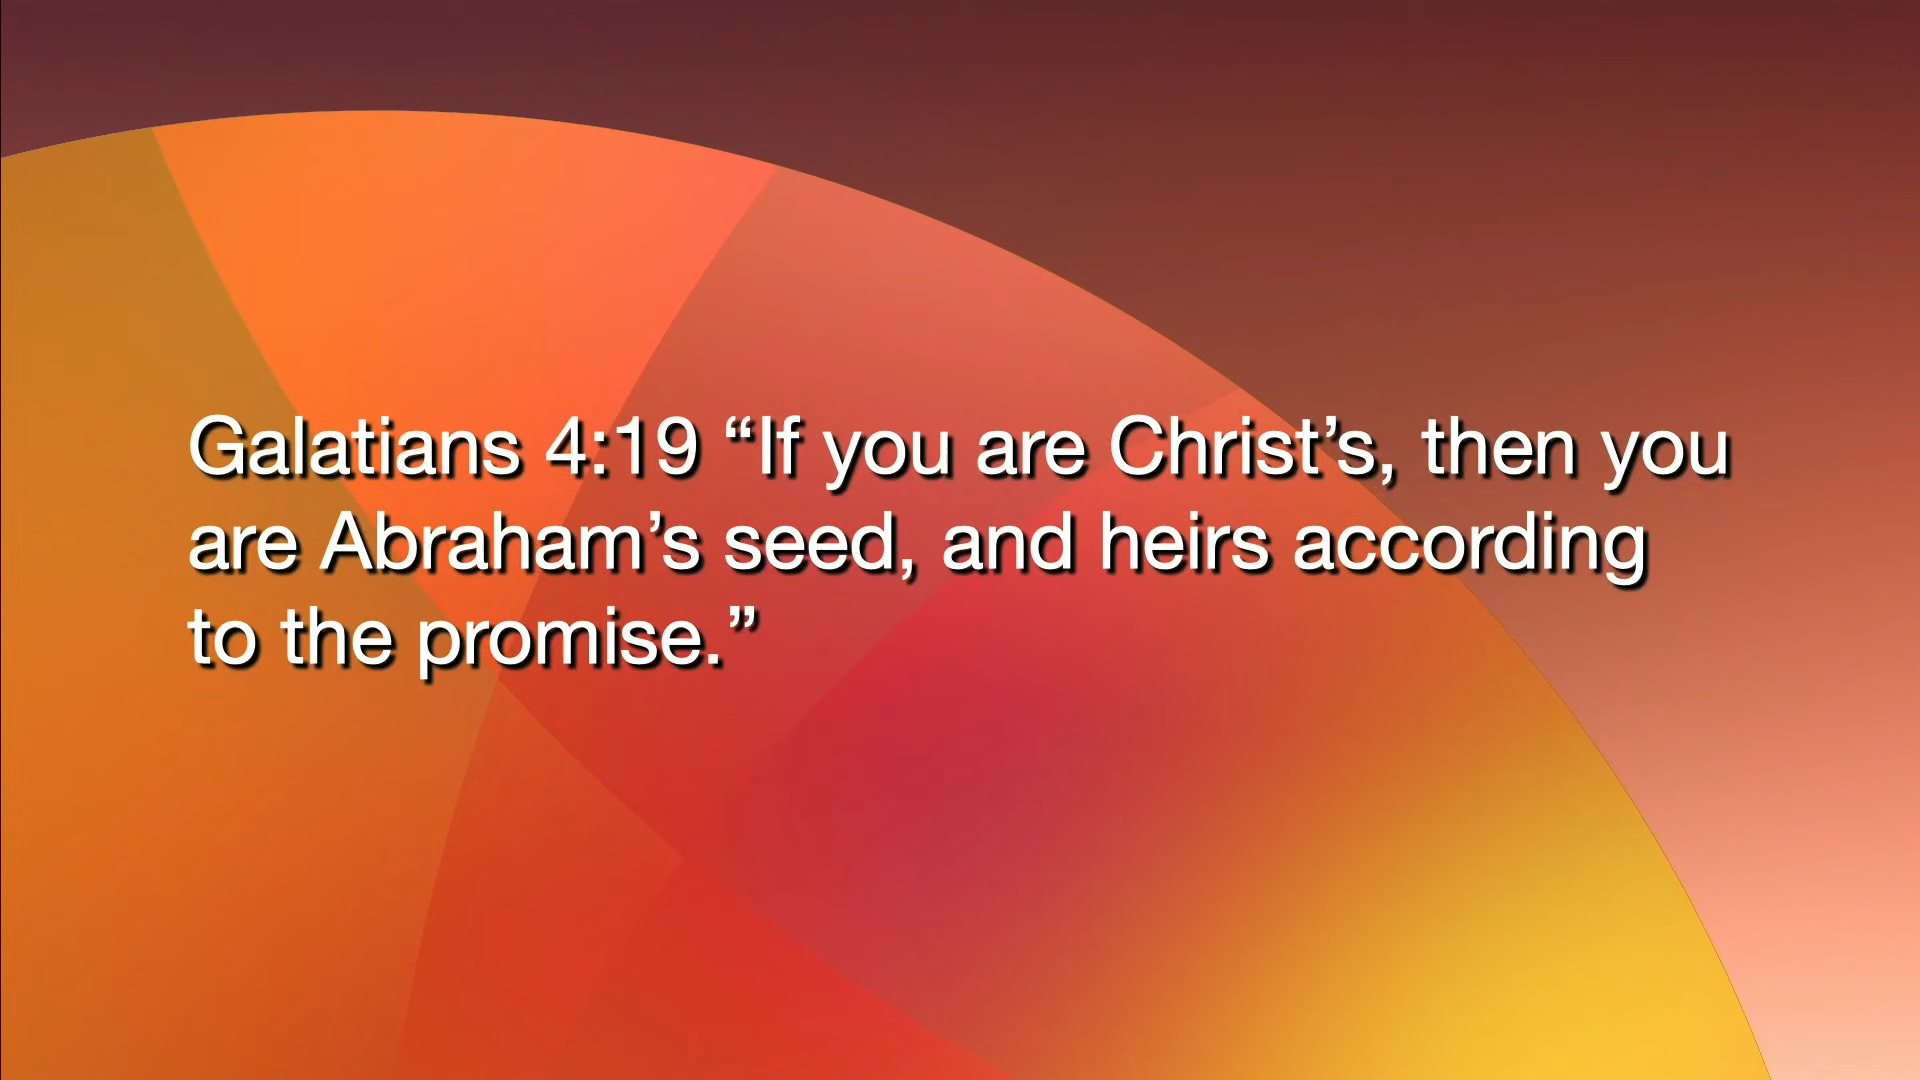 Galatians 4:19 “If you are Christ’s, then you
are Abraham’s seed, and heirs according
to the promise.”